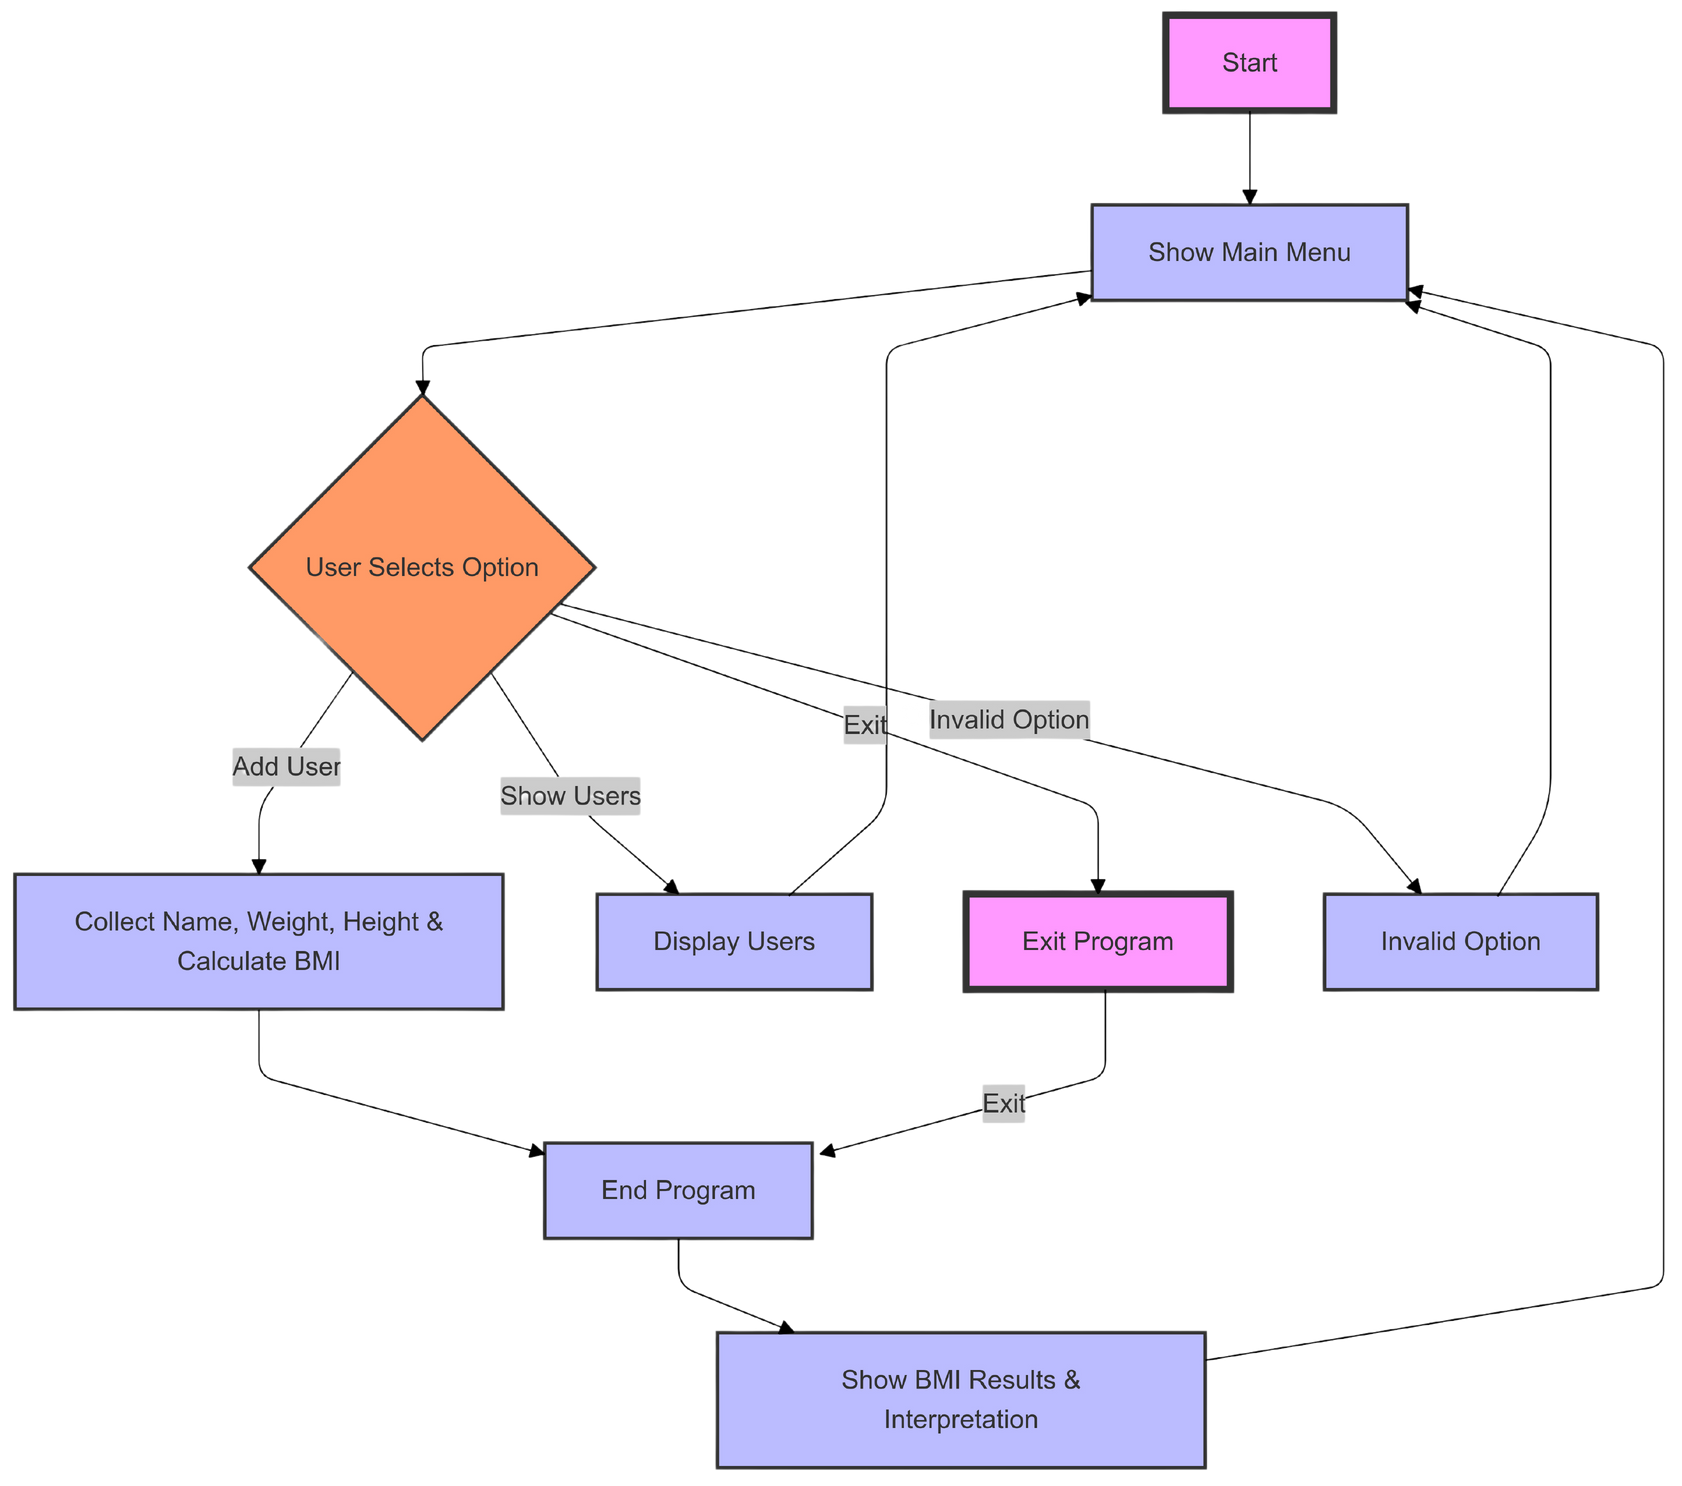 Start
Show Main Menu
User Selects Option
Exit
Invalid Option
Add User
Show Users
Collect Name, Weight, Height &
Calculate BMI
Display Users
Exit Program
Invalid Option
Exit
End Program
Show BMI Results &
Interpretation